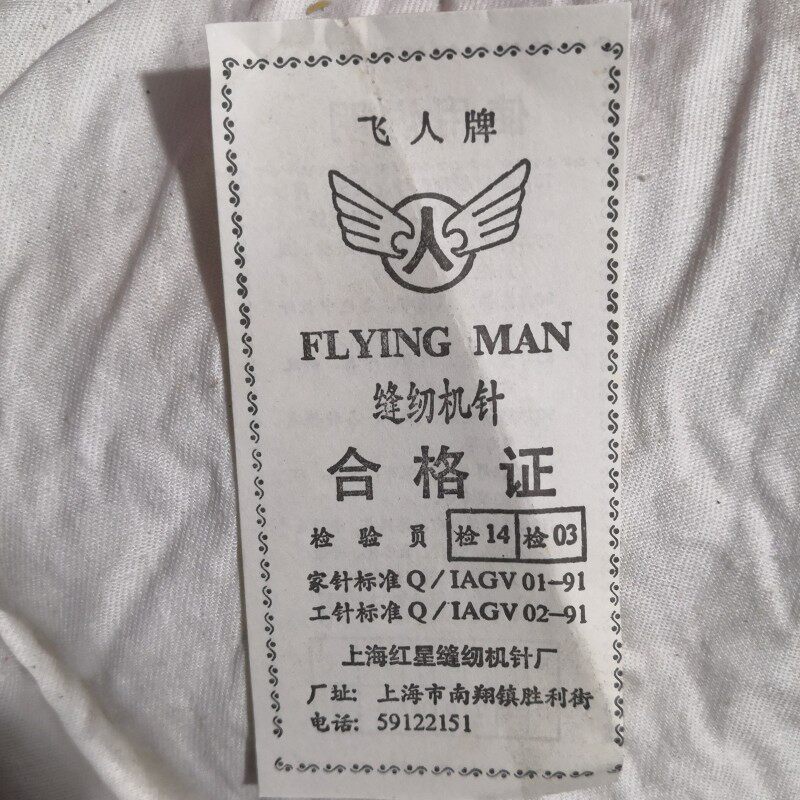 飞人牌
人
FLYING MAN
缝纫机针
合格证
检验员 检14 检03
家针标准Q/IAGV 01-91
工针标准Q/IAGV 02-91
上海红星缝纫机针厂
厂址：上海市南翔镇胜利街
电话：59122151